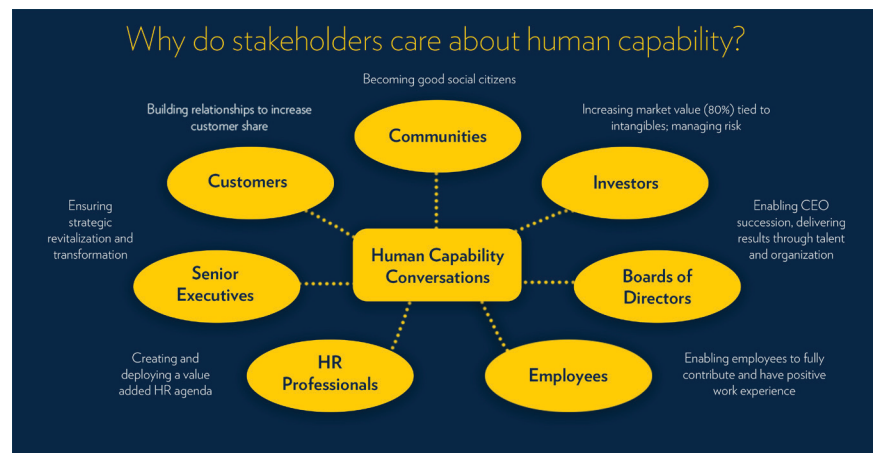 Why do stakeholders care about human capability?
Becoming good social citizens
Communities
Building relationships to increase
customer share
Customers
Increasing market value (80%) tied to
intangibles; managing risk
Investors
Ensuring
strategic
revitalization and
transformation
Senior
Executives
Human Capability
Conversations
Enabling CEO
succession, delivering
results through talent
and organization
Boards of
Directors
Creating and
deploying a value
added HR agenda
HR
Professionals
Employees
Enabling employees to fully
contribute and have positive
work experience